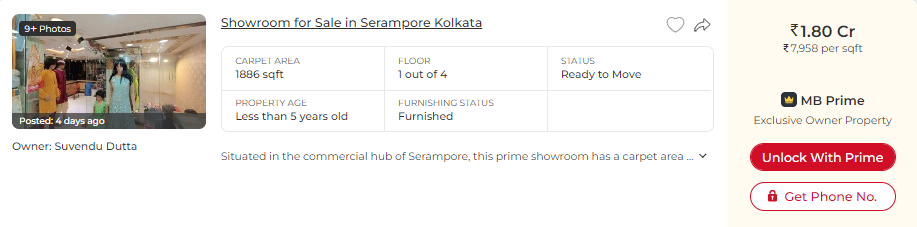 9+ Photos
Posted: 4 days ago
Owner: Suvendu Dutta
Showroom for Sale in Serampore Kolkata
CARPET AREA
1886 sqft
FLOOR
1 out of 4
STATUS
Ready to Move
PROPERTY AGE
Less than 5 years old
FURNISHING STATUS
Furnished
Situated in the commercial hub of Serampore, this prime showroom has a carpet area ...
₹1.80 Cr
₹7,958 per sqft
MB Prime
Exclusive Owner Property
Unlock With Prime
Get Phone No.